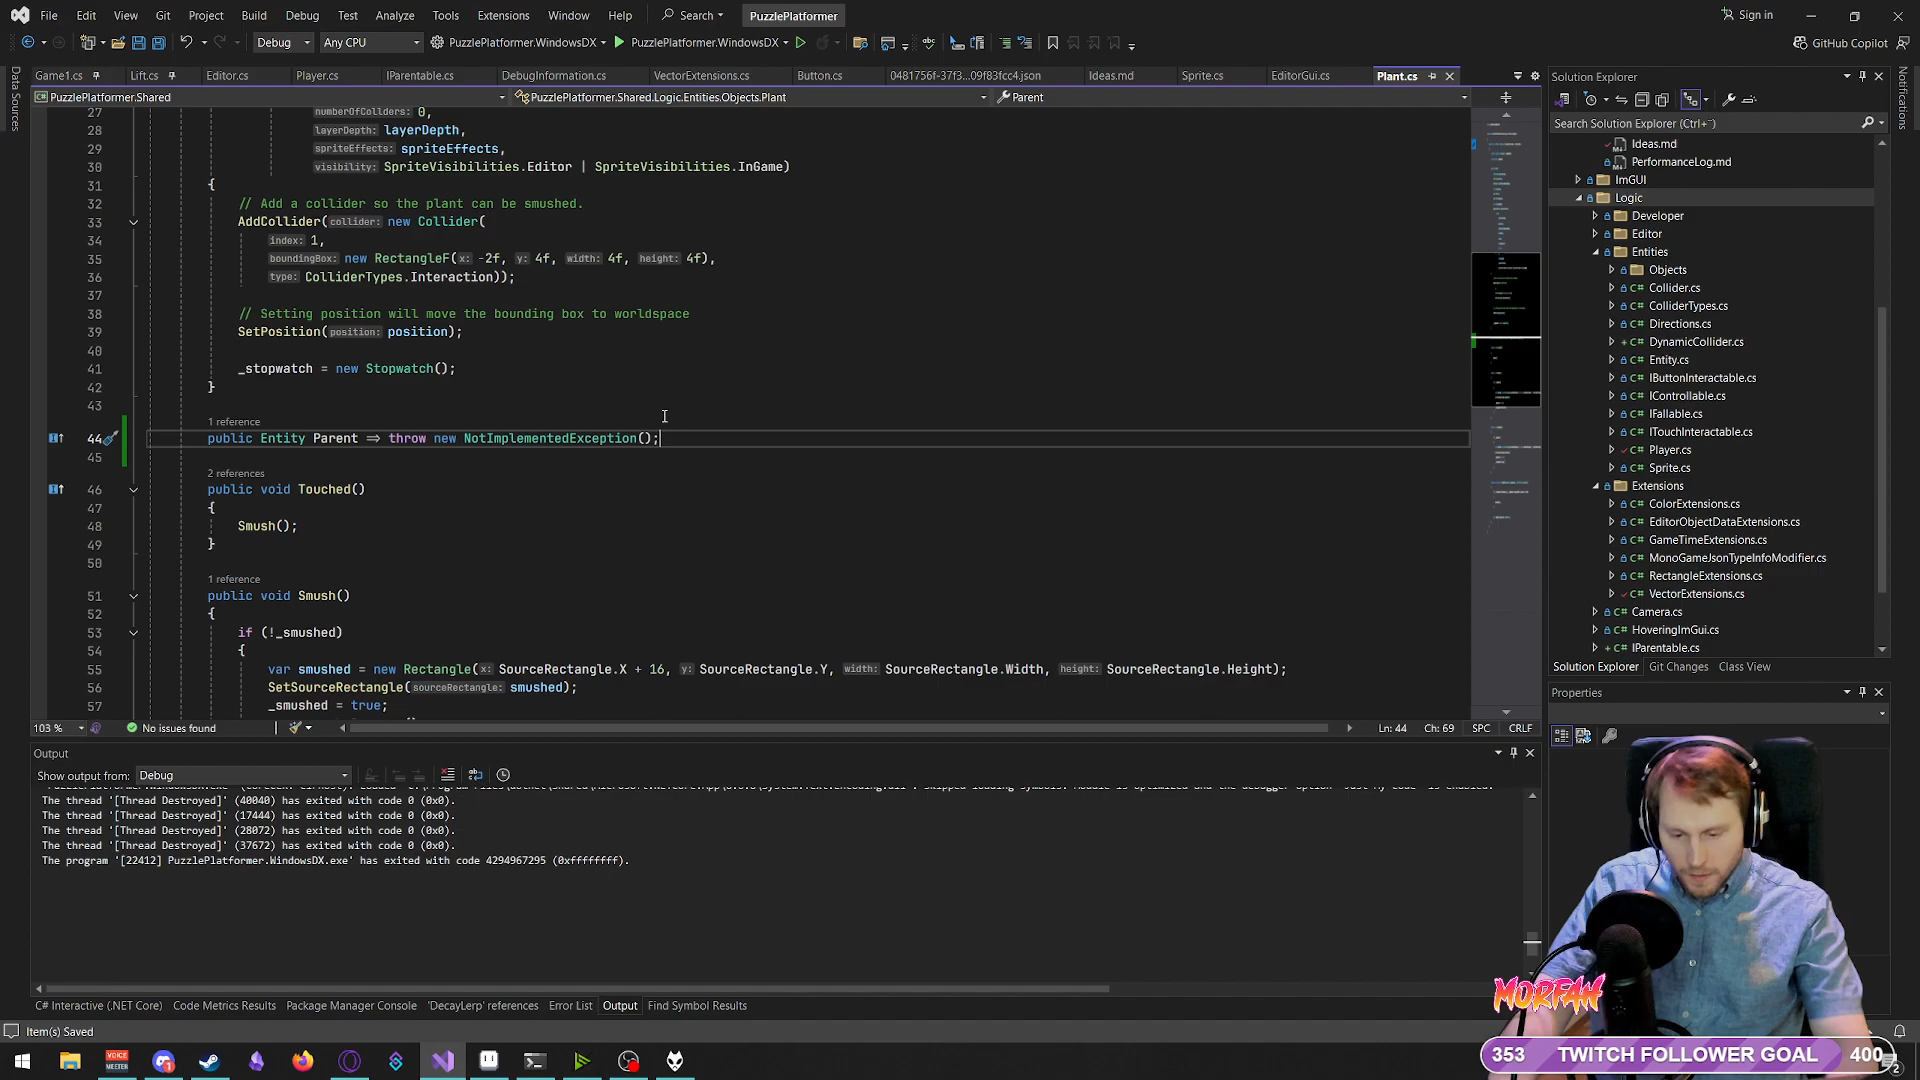 File Edit View Git Project Build Debug Test Analyze Tools Extensions Window Help Search PuzzlePlatformer Sign in
Debug Any CPU PuzzlePlatformer.WindowsDX PuzzlePlatformer.WindowsDX GitHub Copilot
Data Sources
Game1.cs Lift.cs Editor.cs Player.cs IParentable.cs DebugInformation.cs VectorExtensions.cs Button.cs 0481756f-37f3...09f83fcc4.json Ideas.md Sprite.cs EditorGui.cs Plant.cs
PuzzlePlatformer.Shared PuzzlePlatformer.Shared.Logic.Entities.Objects.Plant Parent
27 numberOfColliders: 0,
28 layerDepth: layerDepth,
29 spriteEffects: spriteEffects,
30 visibility: SpriteVisibilities.Editor | SpriteVisibilities.InGame)
31 {
32 // Add a collider so the plant can be smushed.
33 AddCollider(collider: new Collider(
34 index: 1,
35 boundingBox: new RectangleF(x: -2f, y: 4f, width: 4f, height: 4f),
36 type: ColliderTypes.Interaction));
37
38 // Setting position will move the bounding box to worldspace
39 SetPosition(position: position);
40
41 _stopwatch = new Stopwatch();
42 }
43
1 reference
44 public Entity Parent => throw new NotImplementedException();
45
2 references
46 public void Touched()
47 {
48 Smush();
49 }
50
1 reference
51 public void Smush()
52 {
53 if (!_smushed)
54 {
55 var smushed = new Rectangle(x: SourceRectangle.X + 16, y: SourceRectangle.Y, width: SourceRectangle.Width, height: SourceRectangle.Height);
56 SetSourceRectangle(sourceRectangle: smushed);
57 _smushed = true;
103 % No issues found Ln: 44 Ch: 69 SPC CRLF
Output
Show output from: Debug
The thread '[Thread Destroyed]' (40040) has exited with code 0 (0x0).
The thread '[Thread Destroyed]' (17444) has exited with code 0 (0x0).
The thread '[Thread Destroyed]' (28072) has exited with code 0 (0x0).
The thread '[Thread Destroyed]' (37672) has exited with code 0 (0x0).
The program '[22412] PuzzlePlatformer.WindowsDX.exe' has exited with code 4294967295 (0xffffffff).
C# Interactive (.NET Core) Code Metrics Results Package Manager Console 'DecayLerp' references Error List Output Find Symbol Results
Item(s) Saved
Solution Explorer
Search Solution Explorer (Ctrl+¨)
Ideas.md
PerformanceLog.md
ImGUI
Logic
Developer
Editor
Entities
Objects
C# Collider.cs
C# ColliderTypes.cs
C# Directions.cs
C# DynamicCollider.cs
C# Entity.cs
C# IButtonInteractable.cs
C# IControllable.cs
C# IFallable.cs
C# ITouchInteractable.cs
C# Player.cs
C# Sprite.cs
Extensions
C# ColorExtensions.cs
C# EditorObjectDataExtensions.cs
C# GameTimeExtensions.cs
C# MonoGameJsonTypeInfoModifier.cs
C# RectangleExtensions.cs
C# VectorExtensions.cs
C# Camera.cs
C# HoveringImGui.cs
C# IParentable.cs
Solution Explorer Git Changes Class View
Properties
Notifications
MORFAH
353 TWITCH FOLLOWER GOAL 400
VOICE MEETER
2